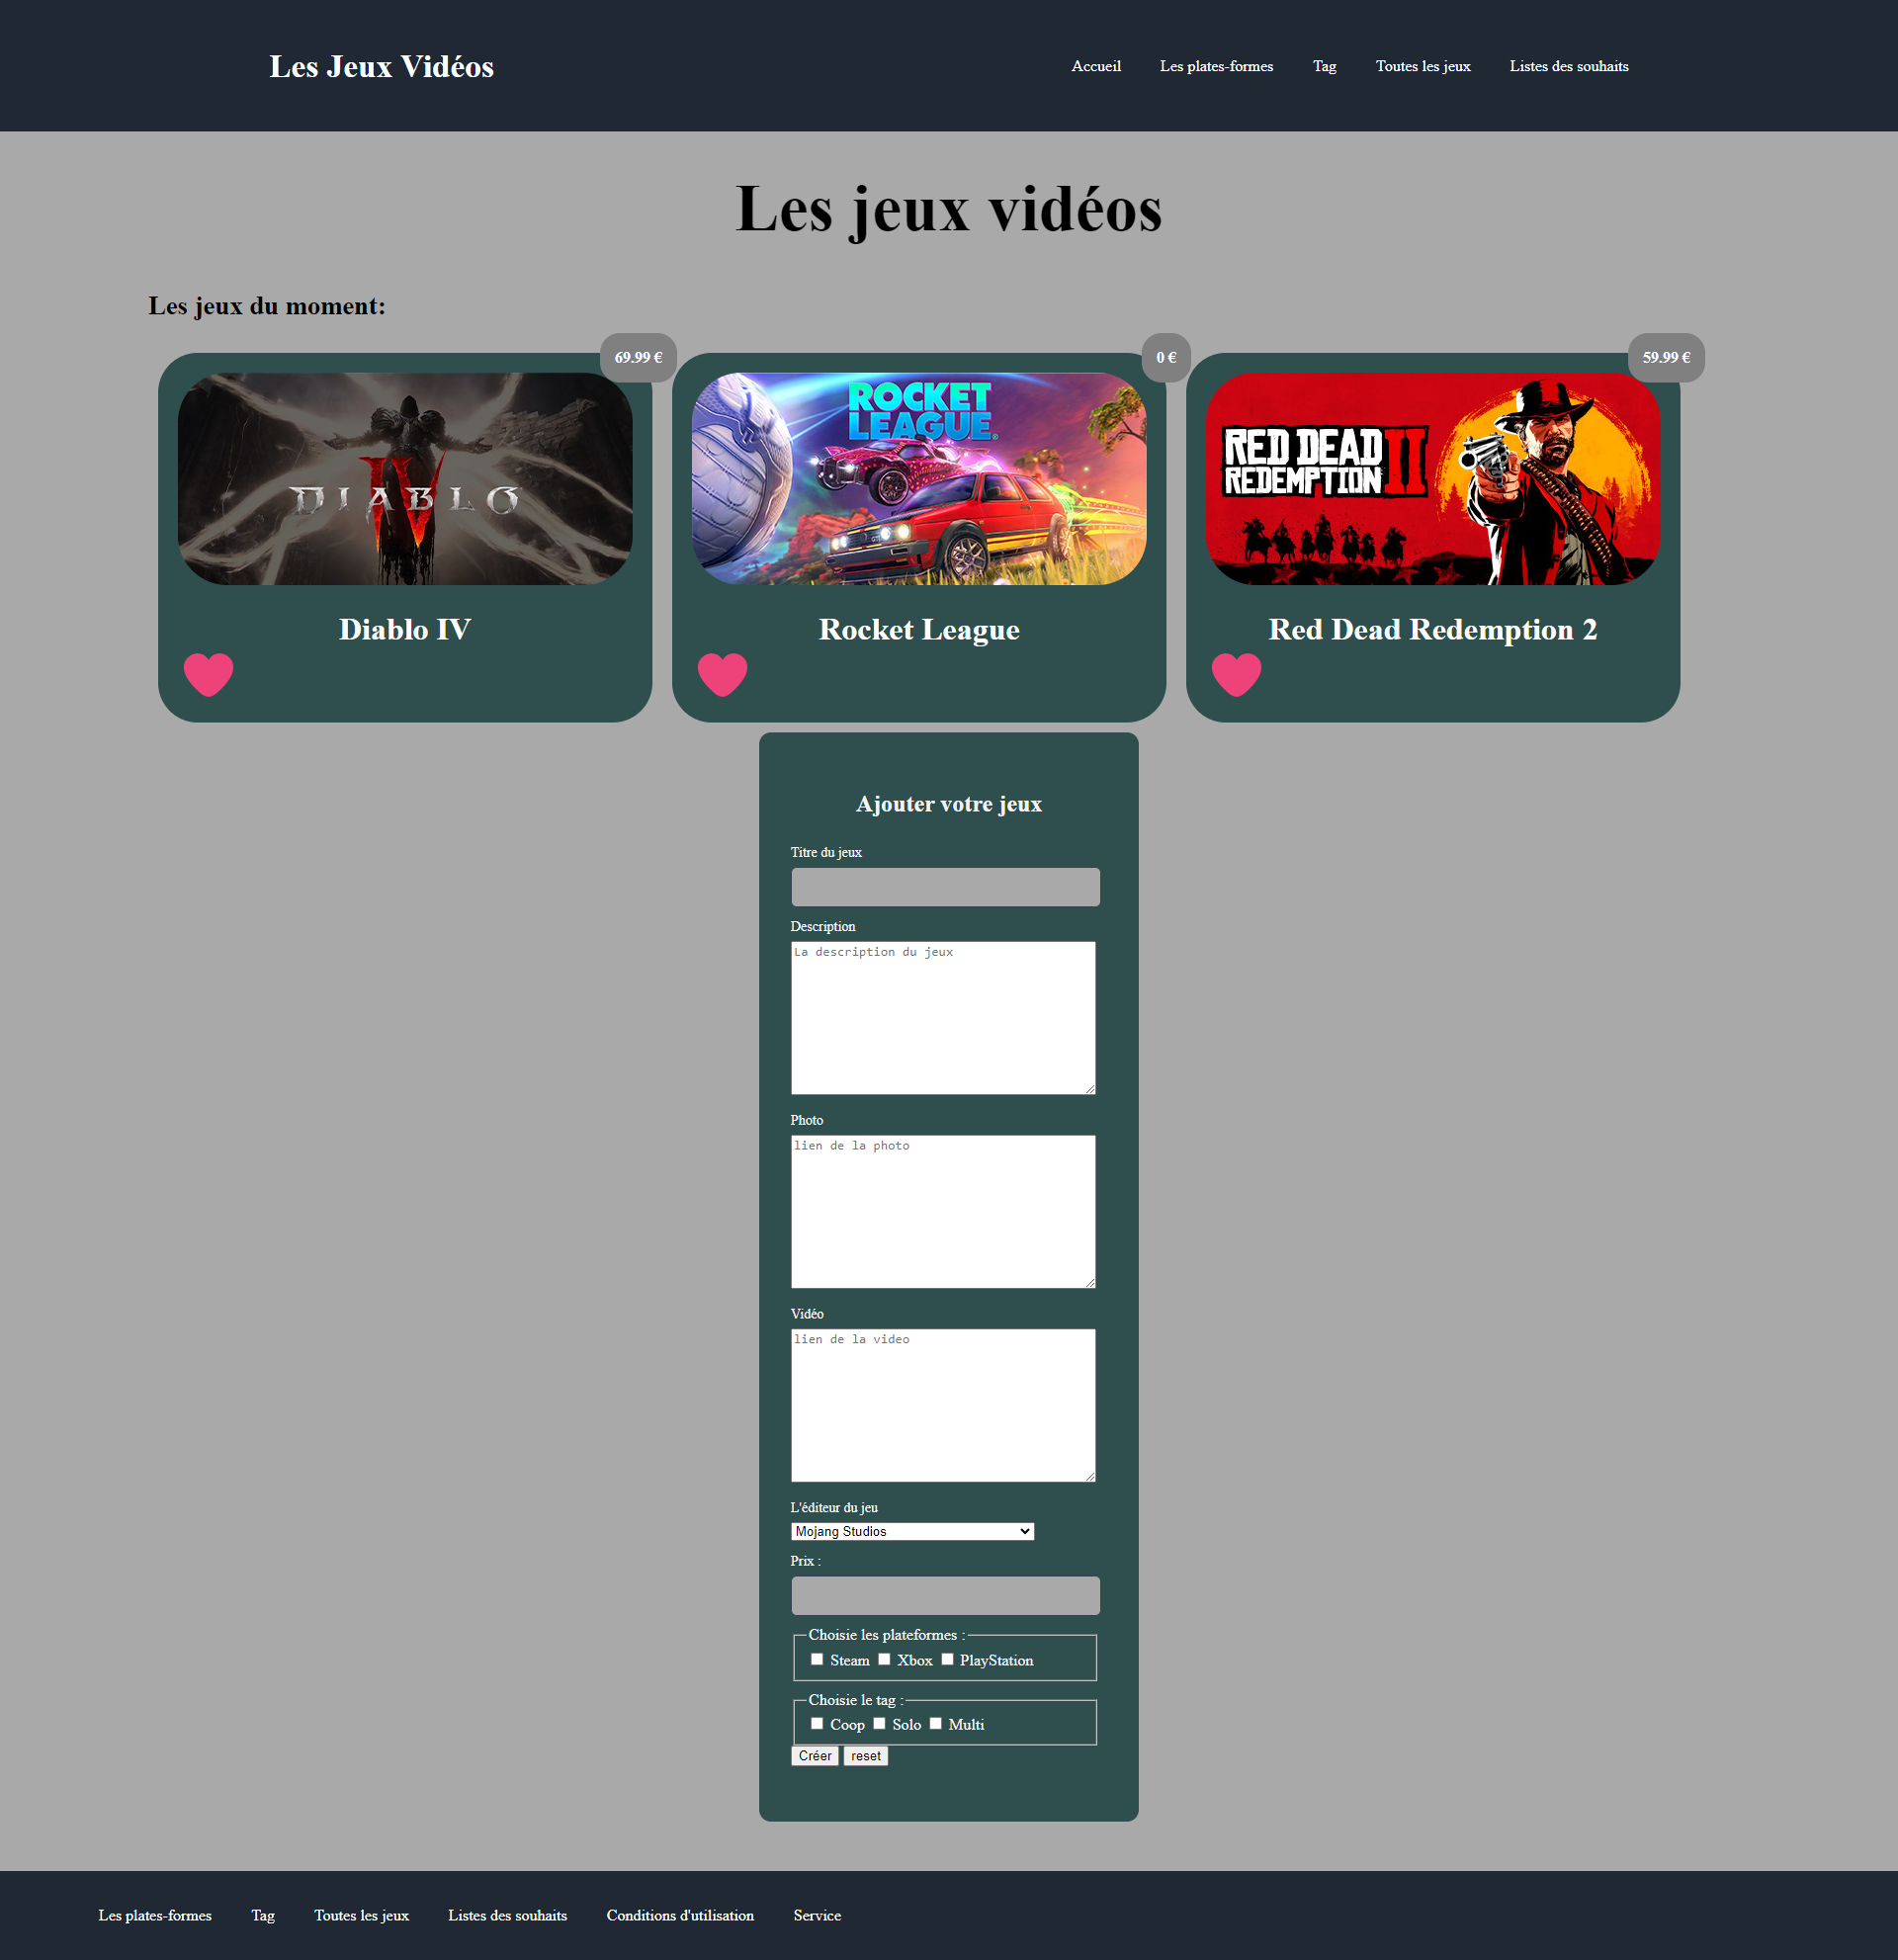 Les Jeux Vidéos
Accueil Les plates-formes Tag Toutes les jeux Listes des souhaits
Les jeux vidéos
Les jeux du moment:
69.99 €
0 €
59.99 €
DIABLO
IV
ROCKET
LEAGUE
RED DEAD
REDEMPTION II
Diablo IV
Rocket League
Red Dead Redemption 2
Ajouter votre jeux
Titre du jeux
Description
La description du jeux
Photo
lien de la photo
Vidéo
lien de la video
L'éditeur du jeu
Mojang Studios
Prix :
Choisie les plateformes :
Steam Xbox PlayStation
Choisie le tag :
Coop Solo Multi
Créer reset
Les plates-formes Tag Toutes les jeux Listes des souhaits Conditions d'utilisation Service